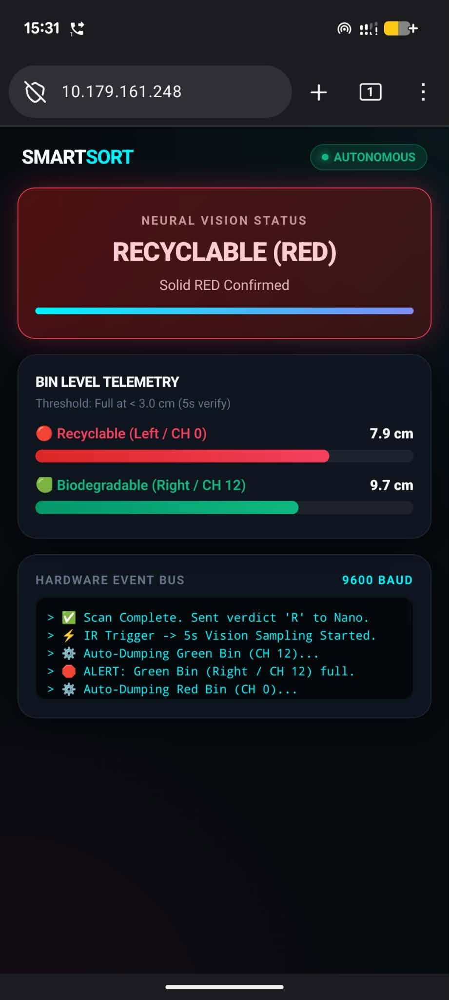 15:31
1
10.179.161.248
1
SMARTSORT
AUTONOMOUS
NEURAL VISION STATUS
RECYCLABLE (RED)
Solid RED Confirmed
BIN LEVEL TELEMETRY
Threshold: Full at < 3.0 cm (5s verify)
🔴 Recyclable (Left / CH 0) 7.9 cm
Biodegradable (Right / CH 12) 9.7 cm
HARDWARE EVENT BUS 9600 BAUD
> ✅ Scan Complete. Sent verdict 'R' to Nano.
> ⚡ IR Trigger -> 5s Vision Sampling Started.
> ⚙️ Auto-Dumping Green Bin (CH 12)...
> 🛑 ALERT: Green Bin (Right / CH 12) full.
> ⚙️ Auto-Dumping Red Bin (CH 0)...